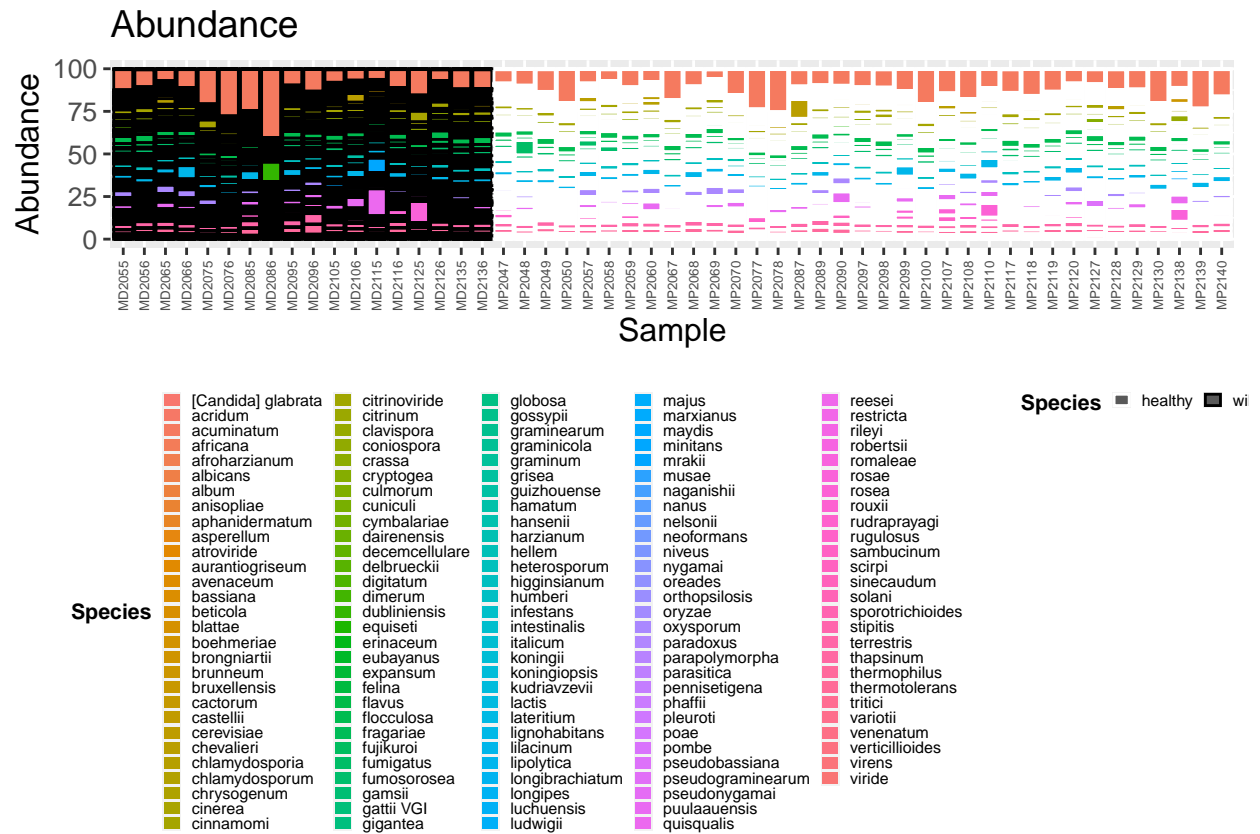 Abundance
Abundance
100
75
50
25
0
MD2055 MD2056 MD2065 MD2066 MD2075 MD2076 MD2085 MD2086 MD2095 MD2096 MD2105 MD2106 MD2115 MD2116 MD2125 MD2126 MD2135 MD2136 MP2047 MP2048 MP2049 MP2050 MP2057 MP2058 MP2059 MP2060 MP2067 MP2068 MP2069 MP2070 MP2077 MP2078 MP2087 MP2089 MP2090 MP2097 MP2098 MP2099 MP2100 MP2107 MP2108 MP2110 MP2117 MP2118 MP2119 MP2120 MP2127 MP2128 MP2129 MP2130 MP2138 MP2139 MP2140
Sample
Species
[Candida] glabrata
acridum
acuminatum
africana
afroharzianum
albicans
album
anisopliae
aphanidermatum
asperellum
atroviride
aurantiogriseum
avenaceum
bassiana
beticola
blattae
boehmeriae
brongniartii
brunneum
bruxellensis
cactorum
castellii
cerevisiae
chevalieri
chlamydosporia
chlamydosporum
chrysogenum
cinerea
cinnamomi
citrinoviride
citrinum
clavispora
coniospora
crassa
cryptogea
culmorum
cuniculi
cymbalariae
dairenensis
decemcellulare
delbrueckii
digitatum
dimerum
dubliniensis
equiseti
erinaceum
eubayanus
expansum
felina
flavus
flocculosa
fragariae
fujikuroi
fumigatus
fumosorosea
gamsii
gattii VGI
gigantea
globosa
gossypii
graminearum
graminicola
graminum
grisea
guizhouense
hamatum
hansenii
harzianum
hellem
heterosporum
higginsianum
humberi
infestans
intestinalis
italicum
koningii
koningiopsis
kudriavzevii
lactis
lateritium
lignohabitans
lilacinum
lipolytica
longibrachiatum
longipes
luchuensis
ludwigii
majus
marxianus
maydis
minitans
mrakii
musae
naganishii
nanus
nelsonii
neoformans
niveus
nygamai
oreades
orthopsilosis
oryzae
oxysporum
paradoxus
parapolymorpha
parasitica
pennisetigena
phaffii
pleuroti
poae
pombe
pseudobassiana
pseudograminearum
pseudonygamai
puulaauensis
quisqualis
reesei
restricta
rileyi
robertsii
romaleae
rosae
rosea
rouxii
rudraprayagi
rugulosus
sambucinum
scirpi
sinecaudum
solani
sporotrichioides
stipitis
terrestris
thapsinum
thermophilus
thermotolerans
tritici
variotii
venenatum
verticillioides
virens
viride
Species healthy wi